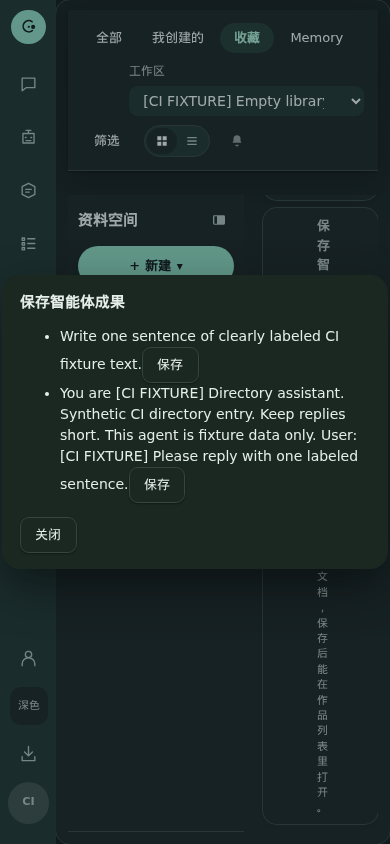 全部 我创建的 收藏 Memory
工作区
[CI FIXTURE] Empty library
筛选
资料空间
+ 新建 ▾
保
存
智
保存智能体成果
• Write one sentence of clearly labeled CI
fixture text. 保存
• You are [CI FIXTURE] Directory assistant.
Synthetic CI directory entry. Keep replies
short. This agent is fixture data only. User:
[CI FIXTURE] Please reply with one labeled
sentence. 保存
关闭
文
档
，
保
存
后
能
在
作
品
列
表
里
打
开
。
深色
CI